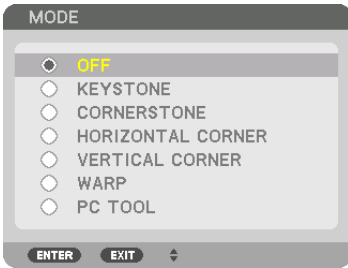 MODE
OFF
KEYSTONE
CORNERSTONE
HORIZONTAL CORNER
VERTICAL CORNER
WARP
PC TOOL
ENTER EXIT